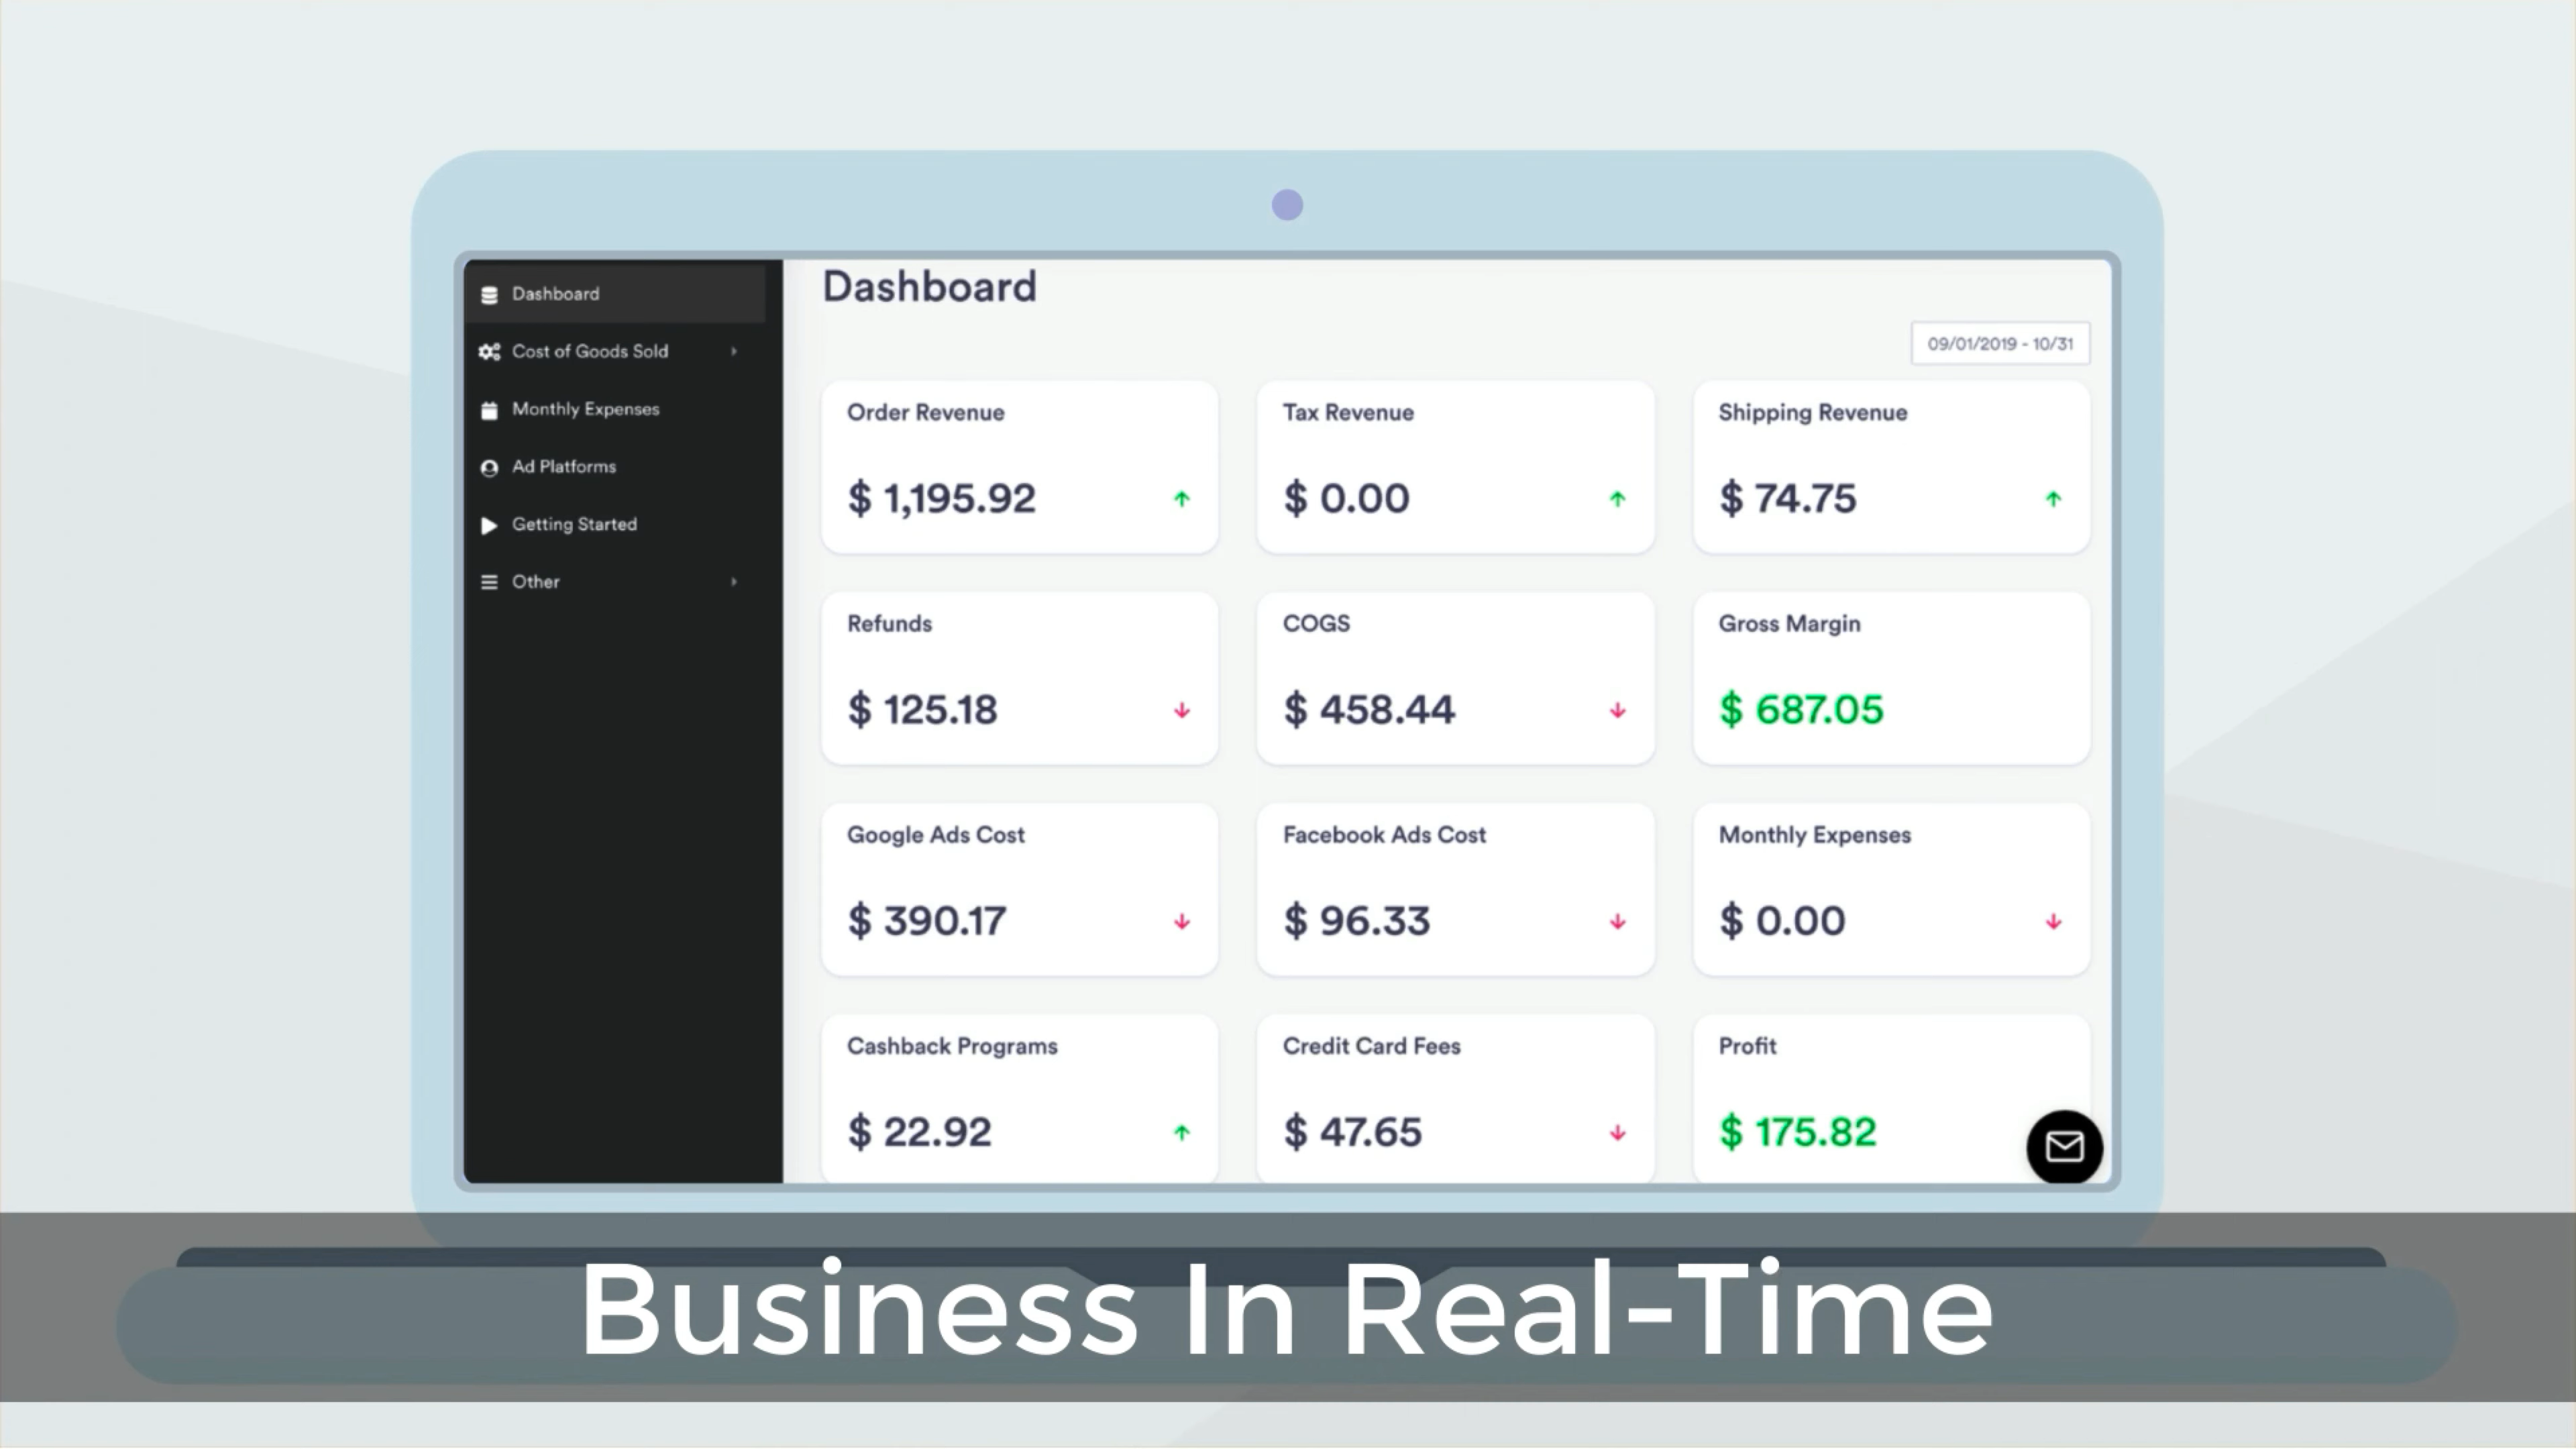 Dashboard
Cost of Goods Sold
Monthly Expenses
Ad Platforms
Getting Started
Other
Dashboard
09/01/2019 - 10/31
Order Revenue
$ 1,195.92
Tax Revenue
$ 0.00
Shipping Revenue
$ 74.75
Refunds
$ 125.18
COGS
$ 458.44
Gross Margin
$ 687.05
Google Ads Cost
$ 390.17
Facebook Ads Cost
$ 96.33
Monthly Expenses
$ 0.00
Cashback Programs
$ 22.92
Credit Card Fees
$ 47.65
Profit
$ 175.82
Business In Real-Time